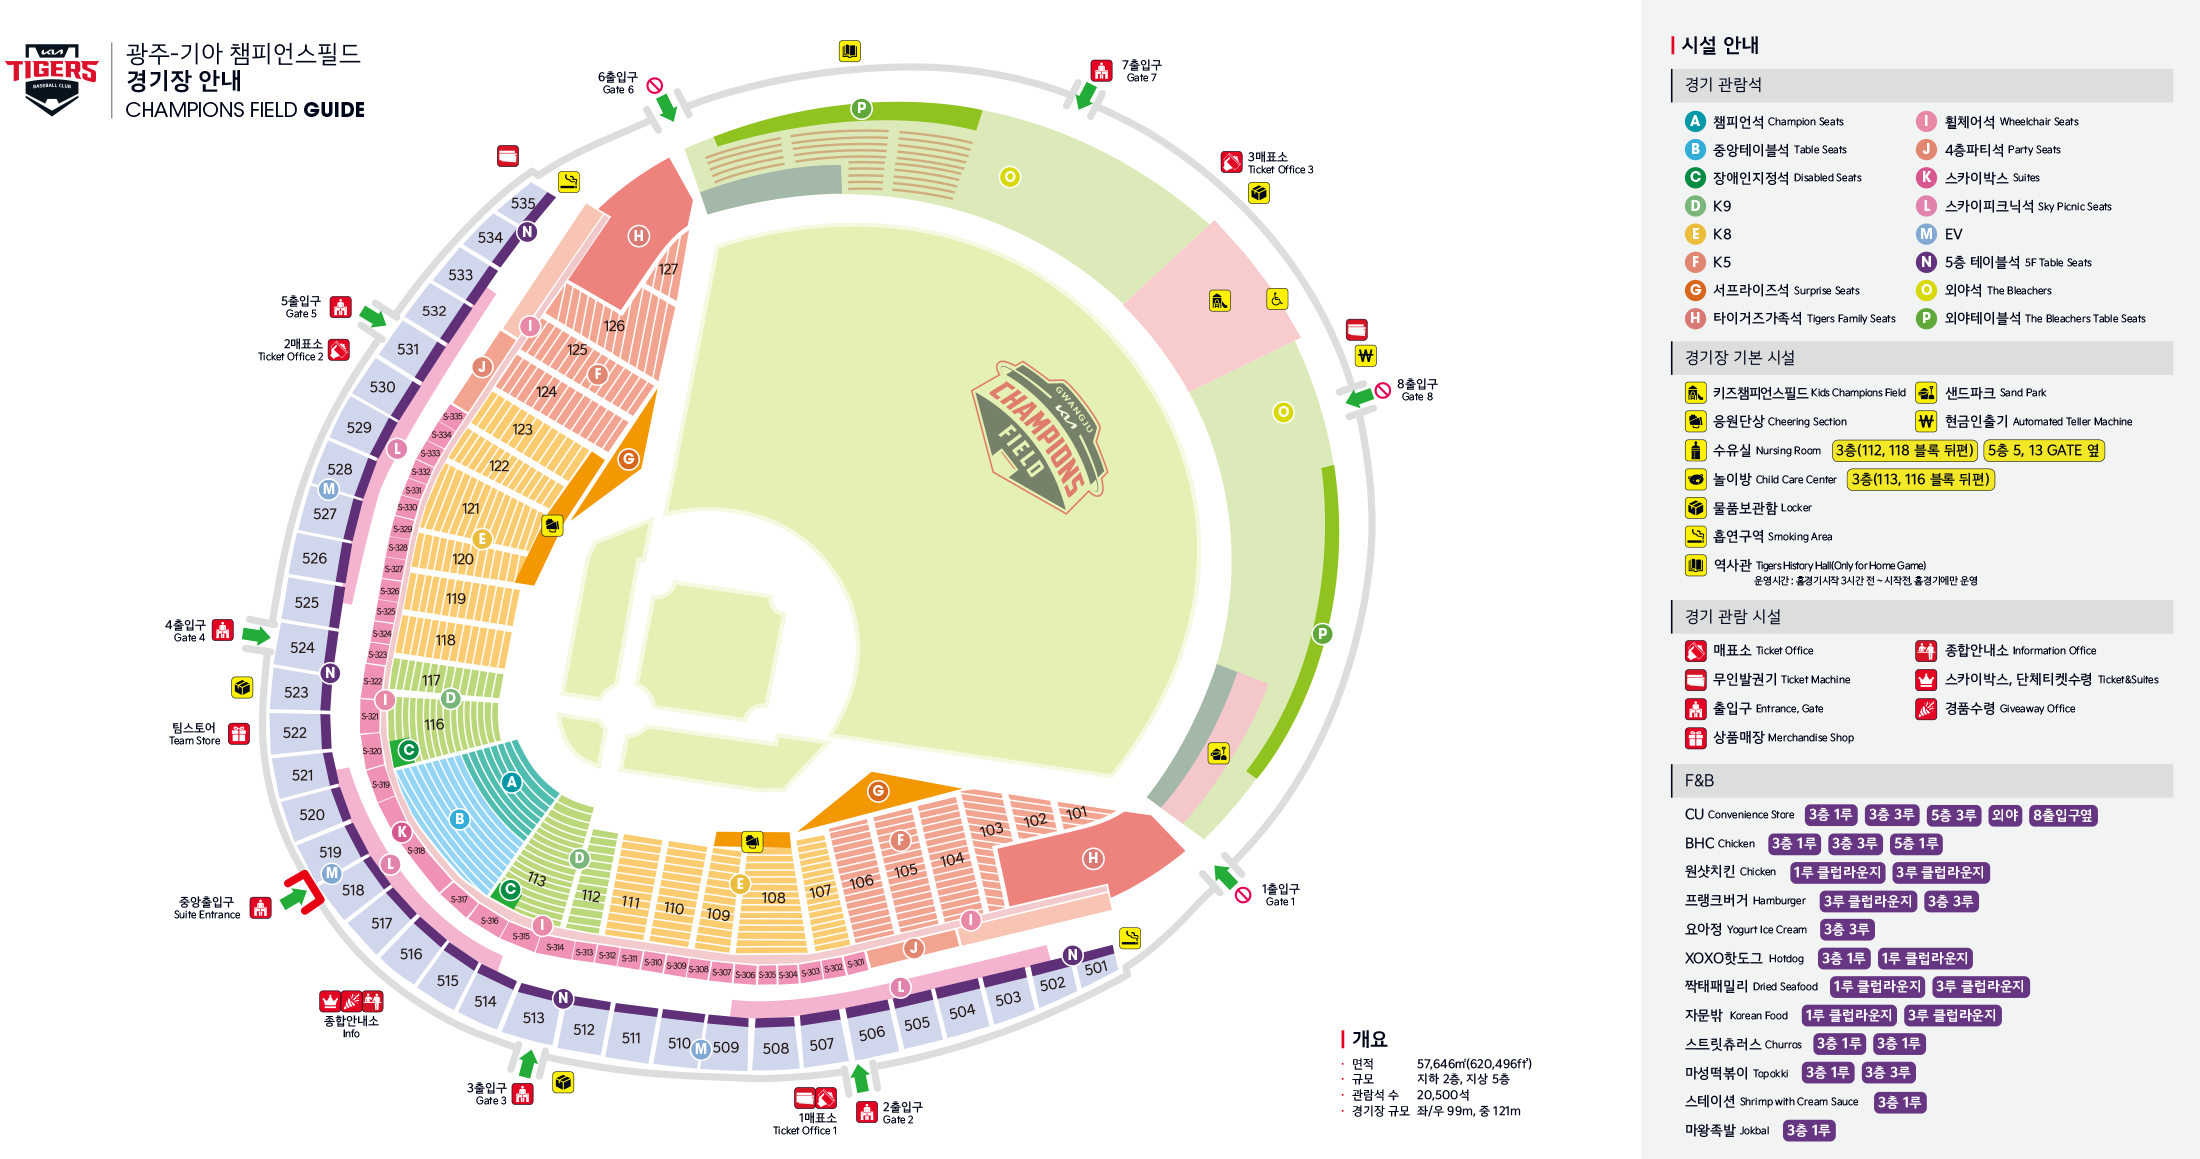 TIGERS
BASEBALL CLUB
광주-기아 챔피언스필드
경기장 안내
CHAMPIONS FIELD GUIDE
6출입구
Gate 6
7출입구
Gate 7
3매표소
Ticket Office 3
8출입구
Gate 8
1출입구
Gate 1
5출입구
Gate 5
2매표소
Ticket Office 2
4출입구
Gate 4
팀스토어
Team Store
중앙출입구
Suite Entrance
종합안내소
Info
3출입구
Gate 3
1매표소
Ticket Office 1
2출입구
Gate 2
P
O
O
P
H
N
I
J
F
G
L
M
E
N
I
D
C
A
B
K
L
M
C
D
I
E
G
F
H
I
J
L
N
N
M
GWANGJU
KIA
CHAMPIONS
FIELD
535
534
533
532
531
530
529
528
527
526
525
524
523
522
521
520
519
518
517
516
515
514
513
512
511
510
509
508
507
506
505
504
503
502
501
127
126
125
124
123
122
121
120
119
118
117
116
113
112
111
110
109
108
107
106
105
104
103
102
101
S-335
S-334
S-333
S-332
S-331
S-330
S-329
S-328
S-327
S-326
S-325
S-324
S-323
S-322
S-321
S-320
S-319
S-318
S-317
S-316
S-315
S-314
S-313
S-312
S-311
S-310
S-309
S-308
S-307
S-306
S-305
S-304
S-303
S-302
S-301
개요
· 면적 57,646㎡(620,496ft²)
· 규모 지하 2층, 지상 5층
· 관람석 수 20,500석
· 경기장 규모 좌/우 99m, 중 121m
시설 안내
경기 관람석
A 챔피언석 Champion Seats
B 중앙테이블석 Table Seats
C 장애인지정석 Disabled Seats
D K9
E K8
F K5
G 서프라이즈석 Surprise Seats
H 타이거즈가족석 Tigers Family Seats
I 휠체어석 Wheelchair Seats
J 4층파티석 Party Seats
K 스카이박스 Suites
L 스카이피크닉석 Sky Picnic Seats
M EV
N 5층 테이블석 5F Table Seats
O 외야석 The Bleachers
P 외야테이블석 The Bleachers Table Seats
경기장 기본 시설
키즈챔피언스필드 Kids Champions Field
샌드파크 Sand Park
응원단상 Cheering Section
현금인출기 Automated Teller Machine
수유실 Nursing Room 3층(112, 118 블록 뒤편) 5층 5, 13 GATE 옆
놀이방 Child Care Center 3층(113, 116 블록 뒤편)
물품보관함 Locker
흡연구역 Smoking Area
역사관 Tigers History Hall(Only for Home Game)
운영시간 : 홈경기시작 3시간 전 ~ 시작전, 홈경기에만 운영
경기 관람 시설
매표소 Ticket Office
종합안내소 Information Office
무인발권기 Ticket Machine
스카이박스, 단체티켓수령 Ticket&Suites
출입구 Entrance, Gate
경품수령 Giveaway Office
상품매장 Merchandise Shop
F&B
CU Convenience Store 3층 1루 3층 3루 5층 3루 외야 8출입구옆
BHC Chicken 3층 1루 3층 3루 5층 1루
원샷치킨 Chicken 1루 클럽라운지 3루 클럽라운지
프랭크버거 Hamburger 3루 클럽라운지 3층 3루
요아정 Yogurt Ice Cream 3층 3루
XOXO핫도그 Hotdog 3층 1루 1루 클럽라운지
짝태패밀리 Dried Seafood 1루 클럽라운지 3루 클럽라운지
자문밖 Korean Food 1루 클럽라운지 3루 클럽라운지
스트릿츄러스 Churros 3층 1루 3층 1루
마성떡볶이 Topokki 3층 1루 3층 3루
스테이션 Shrimp with Cream Sauce 3층 1루
마왕족발 Jokbal 3층 1루